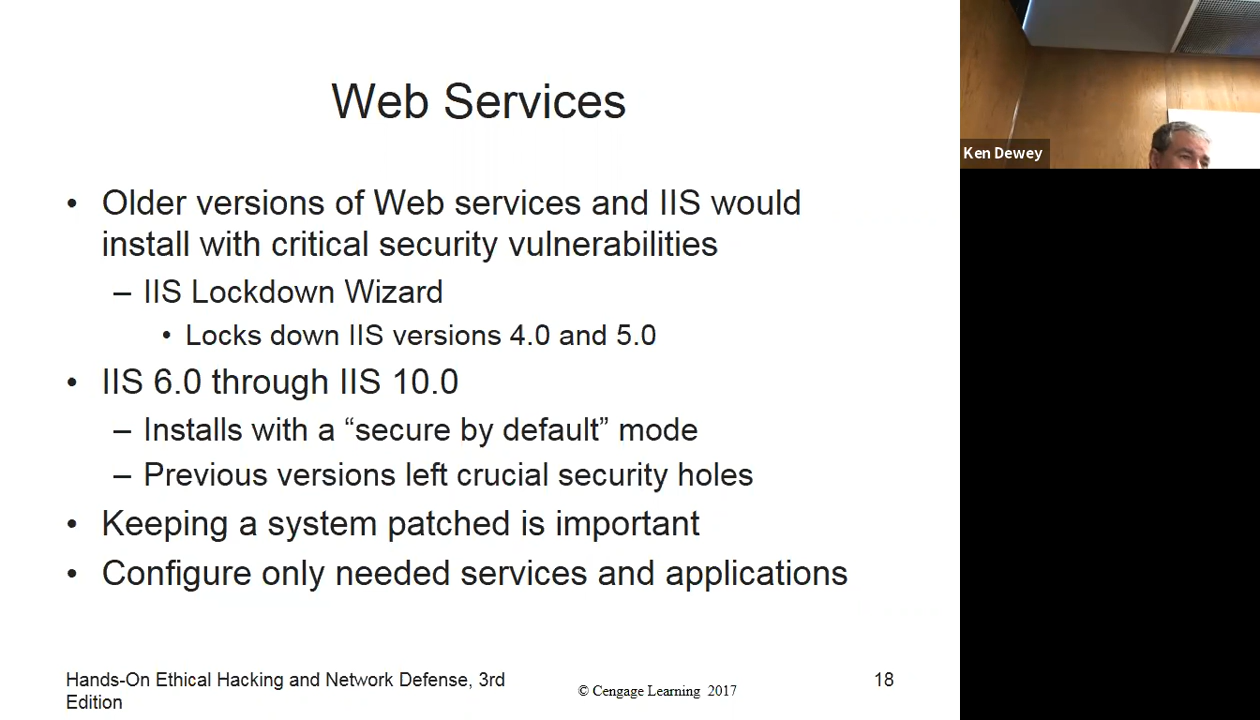 Web Services
• Older versions of Web services and IIS would
install with critical security vulnerabilities
– IIS Lockdown Wizard
• Locks down IIS versions 4.0 and 5.0
• IIS 6.0 through IIS 10.0
– Installs with a “secure by default” mode
– Previous versions left crucial security holes
• Keeping a system patched is important
• Configure only needed services and applications
Hands-On Ethical Hacking and Network Defense, 3rd
Edition
© Cengage Learning 2017
18
Ken Dewey